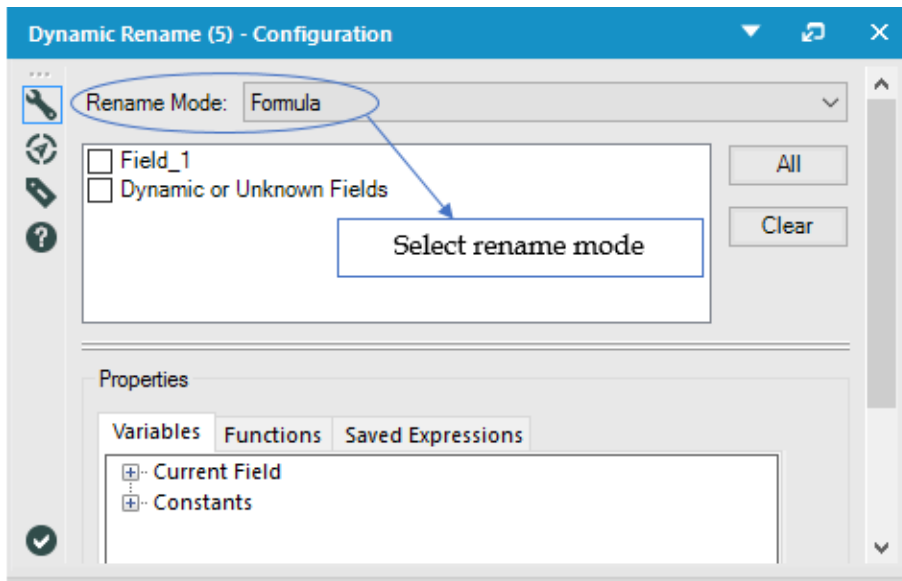 Dynamic Rename (5) - Configuration
Rename Mode: Formula
Field_1
Dynamic or Unknown Fields
All
Clear
Select rename mode
Properties
Variables Functions Saved Expressions
Current Field
Constants